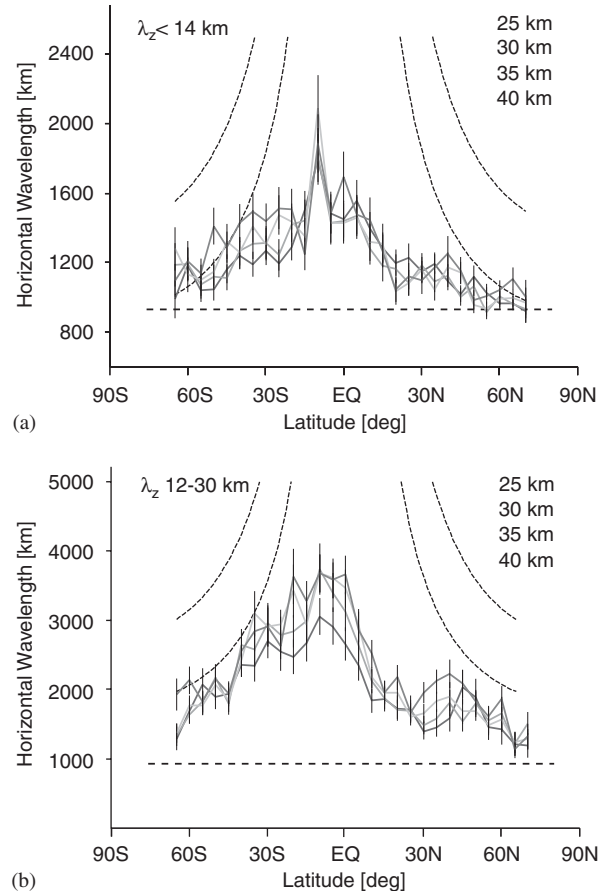 λz< 14 km
25 km
30 km
35 km
40 km
2400
2000
1600
1200
800
Horizontal Wavelength [km]
90S 60S 30S EQ 30N 60N 90N
Latitude [deg]
(a)
λz 12-30 km
25 km
30 km
35 km
40 km
5000
4000
3000
2000
1000
Horizontal Wavelength [km]
90S 60S 30S EQ 30N 60N 90N
Latitude [deg]
(b)